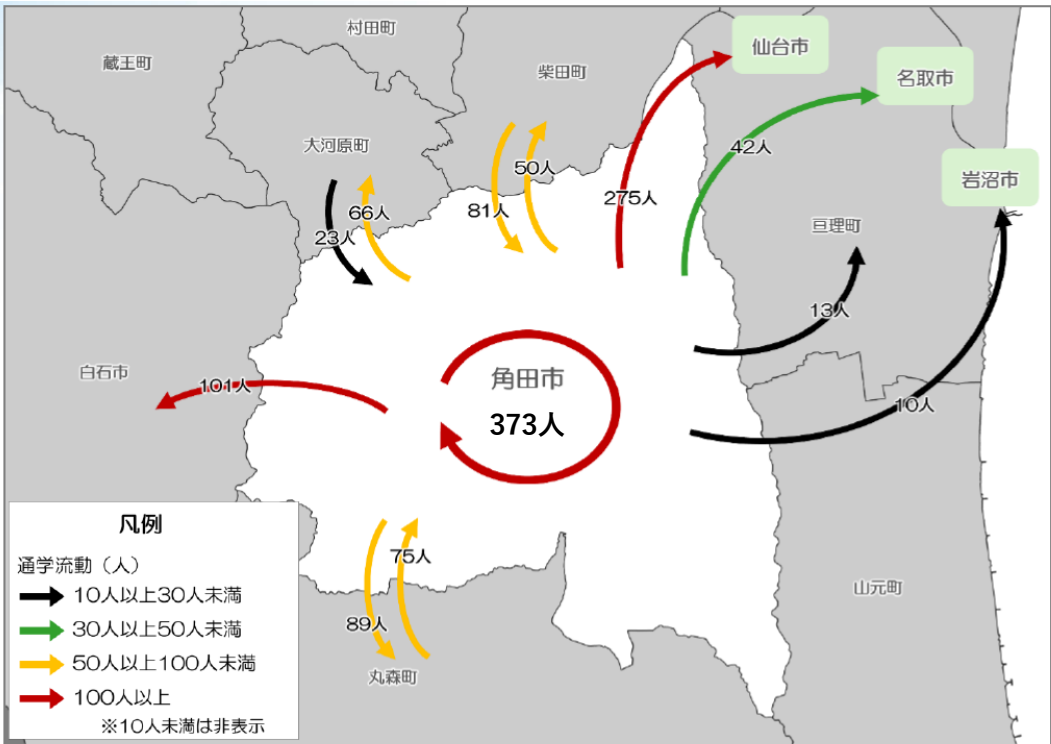 村田町
蔵王町
柴田町
仙台市
名取市
大河原町
42人
50人
岩沼市
275人
66人
81人
23人
亘理町
13人
角田市
白石市
101人
373人
10人
凡例
通学流動（人）
10人以上30人未満
30人以上50人未満
50人以上100人未満
100人以上
※10人未満は非表示
75人
89人
丸森町
山元町